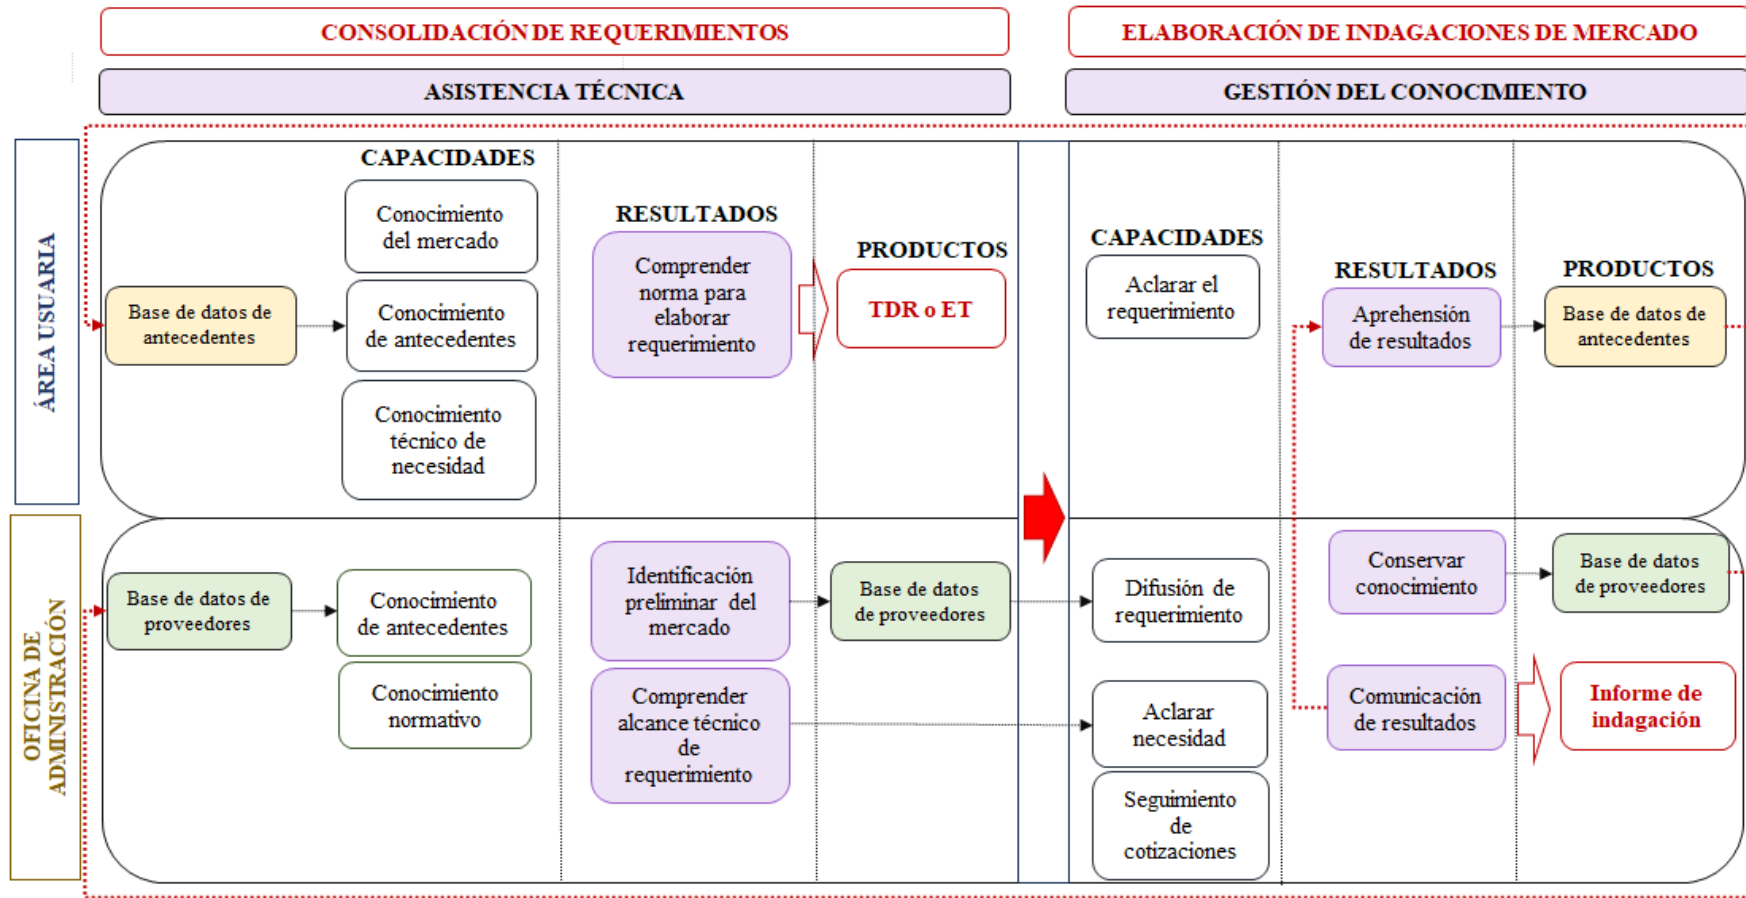 CONSOLIDACIÓN DE REQUERIMIENTOS
ELABORACIÓN DE INDAGACIONES DE MERCADO
ASISTENCIA TÉCNICA
GESTIÓN DEL CONOCIMIENTO
ÁREA USUARIA
CAPACIDADES
Base de datos de
antecedentes
Conocimiento
del mercado
Conocimiento
de antecedentes
Conocimiento
técnico de
necesidad
RESULTADOS
Comprender
norma para
elaborar
requerimiento
PRODUCTOS
TDR o ET
CAPACIDADES
Aclarar el
requerimiento
RESULTADOS
Aprehensión
de resultados
PRODUCTOS
Base de datos de
antecedentes
OFICINA DE
ADMINISTRACIÓN
Base de datos de
proveedores
Conocimiento
de antecedentes
Conocimiento
normativo
Identificación
preliminar del
mercado
Comprender
alcance técnico
de
requerimiento
Base de datos
de proveedores
Difusión de
requerimiento
Aclarar
necesidad
Seguimiento
de
cotizaciones
Conservar
conocimiento
Comunicación
de resultados
Base de datos
de proveedores
Informe de
indagación